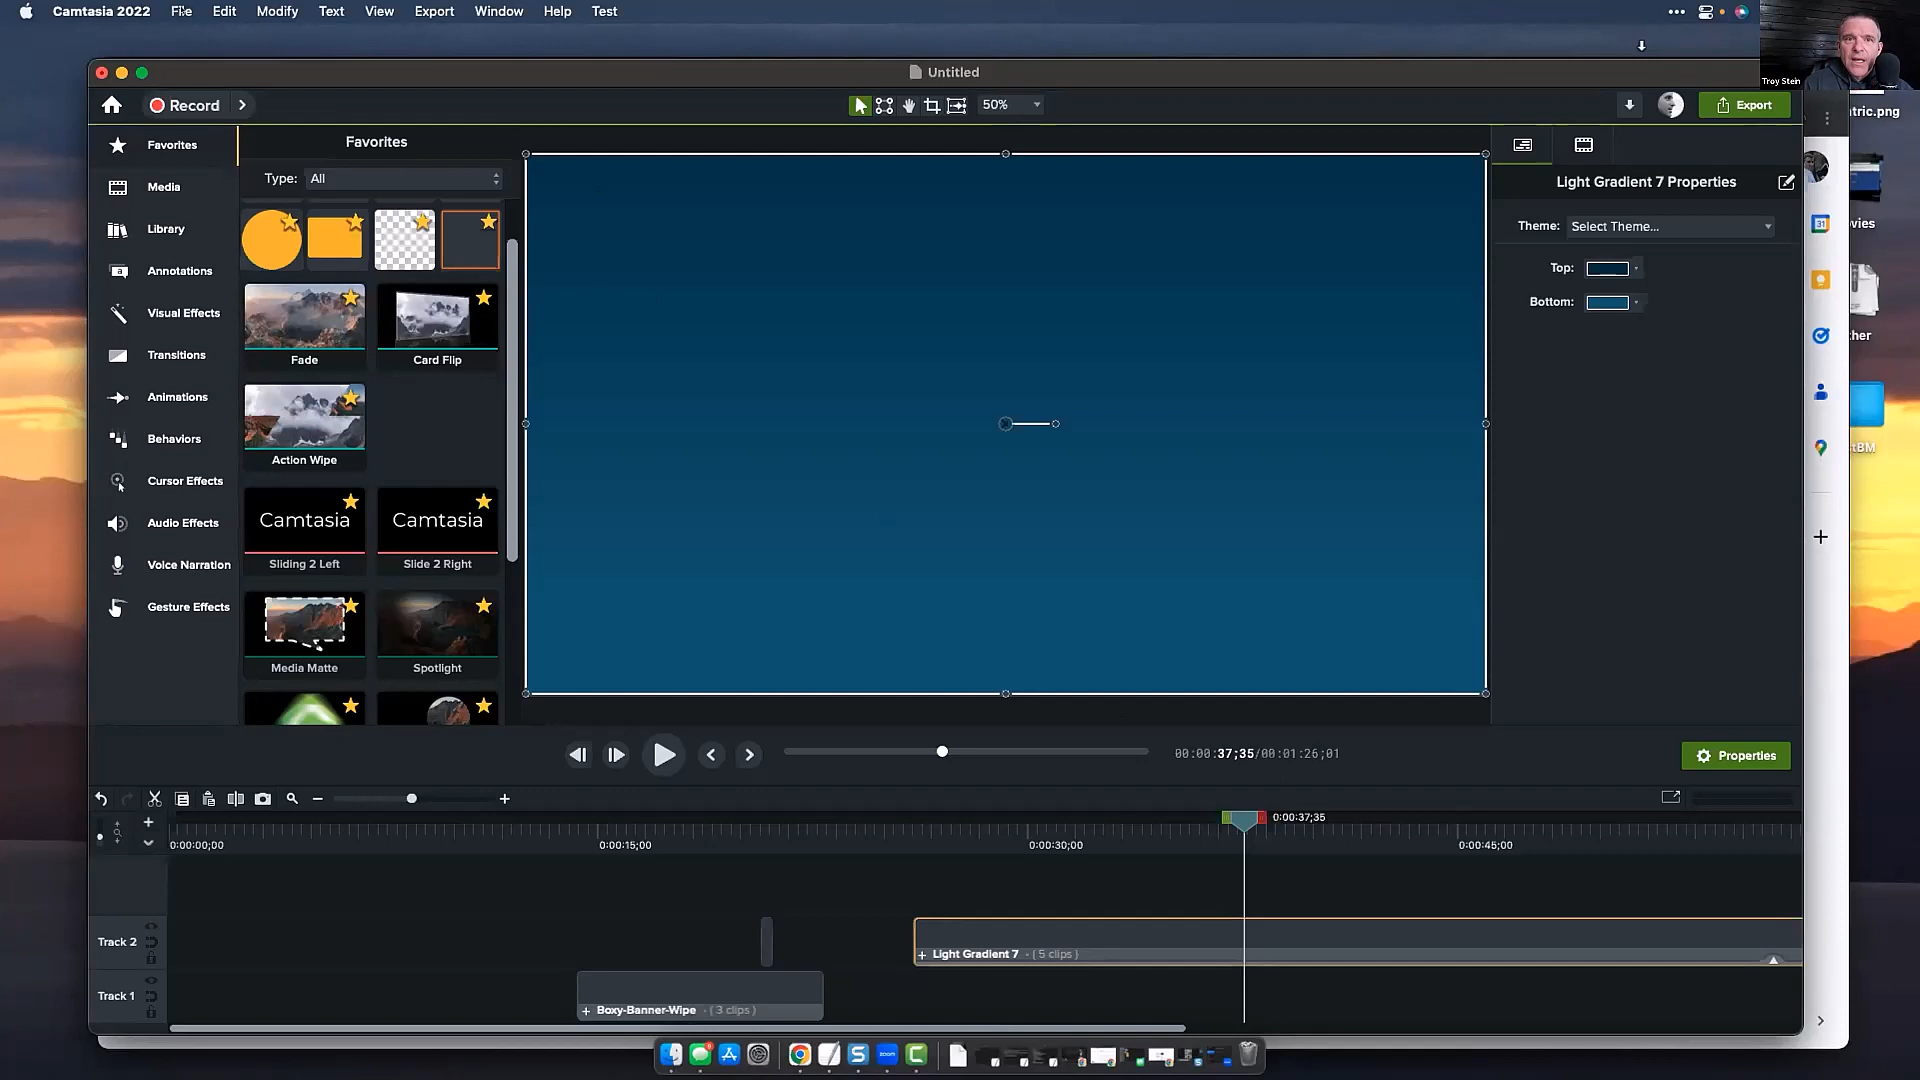 Camtasia 2022 File Edit Modify Text View Export Window Help Test
Troy Stein
Untitled
Record
50%
Export
tric.png
Favorites
Media
Library
Annotations
Visual Effects
Transitions
Animations
Behaviors
Cursor Effects
Audio Effects
Voice Narration
Gesture Effects
Favorites
Type: All
Fade
Card Flip
Action Wipe
Camtasia
Camtasia
Sliding 2 Left
Slide 2 Right
Media Matte
Spotlight
Light Gradient 7 Properties
Theme: Select Theme...
Top:
Bottom:
31
vies
ther
tBM
00:00:37;35/00:01:26;01
Properties
0:00:37;35
0:00:00;00
0:00:15;00
0:00:30;00
0:00:45;00
Track 2
Light Gradient 7 · ( 5 clips )
Track 1
Boxy-Banner-Wipe · ( 3 clips )
zoom